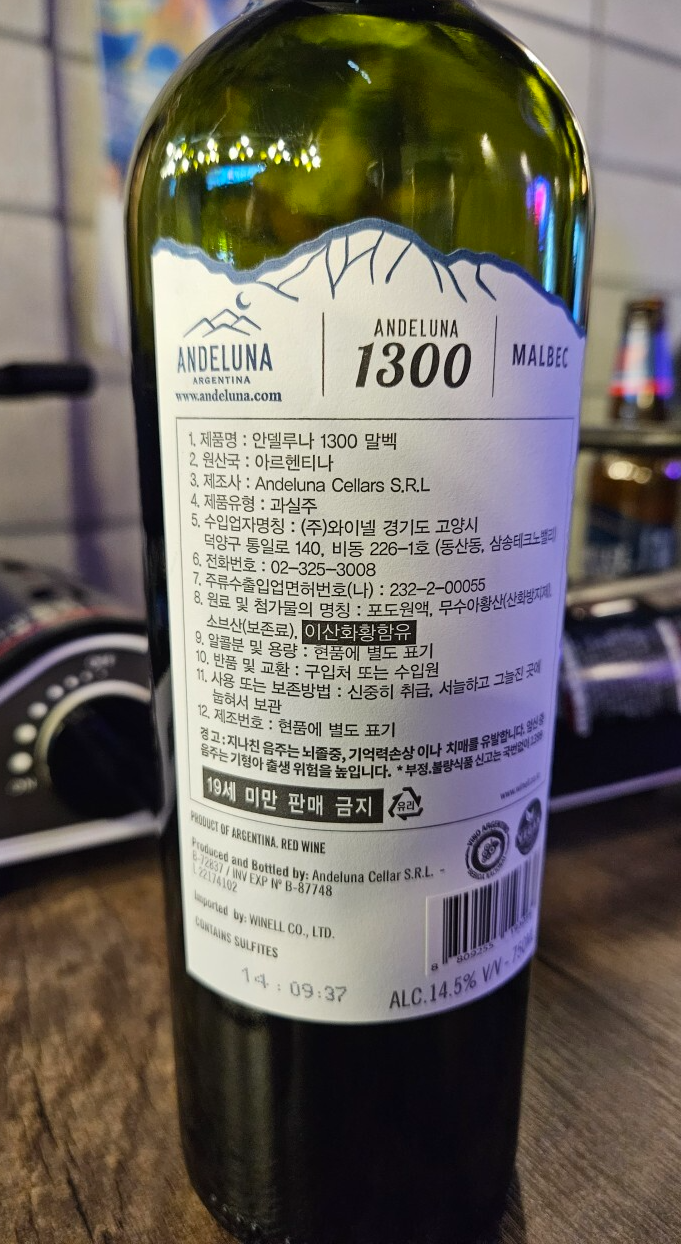 ANDELUNA
ARGENTINA
www.andeluna.com
ANDELUNA
1300
MALBEC
1. 제품명 : 안델루나 1300 말벡
2. 원산국 : 아르헨티나
3. 제조사 : Andeluna Cellars S.R.L
4. 제품유형 : 과실주
5. 수입업자명칭 : (주)와이넬 경기도 고양시
덕양구 통일로 140, 비동 226-1호 (동산동, 삼송테크노밸리)
6. 전화번호 : 02-325-3008
7. 주류수출입업면허번호(나) : 232-2-00055
8. 원료 및 첨가물의 명칭 : 포도원액, 무수아황산(산화방지제),
소브산(보존료), 이산화황함유
9. 알콜분 및 용량 : 현품에 별도 표기
10. 반품 및 교환 : 구입처 또는 수입원
11. 사용 또는 보존방법 : 신중히 취급, 서늘하고 그늘진 곳에
눕혀서 보관
12. 제조번호 : 현품에 별도 표기
경고 : 지나친 음주는 뇌졸중, 기억력손상 이나 치매를 유발합니다. 임신 중
음주는 기형아 출생 위험을 높입니다. * 부정.불량식품 신고는 국번없이 1399
19세 미만 판매 금지
유리
PRODUCT OF ARGENTINA. RED WINE
Produced and Bottled by: Andeluna Cellar S.R.L. -
B-72837 / INV EXP Nº B-87748
L 22174102
Imported by: WINELL CO., LTD.
CONTAINS SULFITES
VINO ARGENTINO
BEBIDA NACIONAL
8 809255
14 : 09:37
ALC.14.5% V/V - 750M